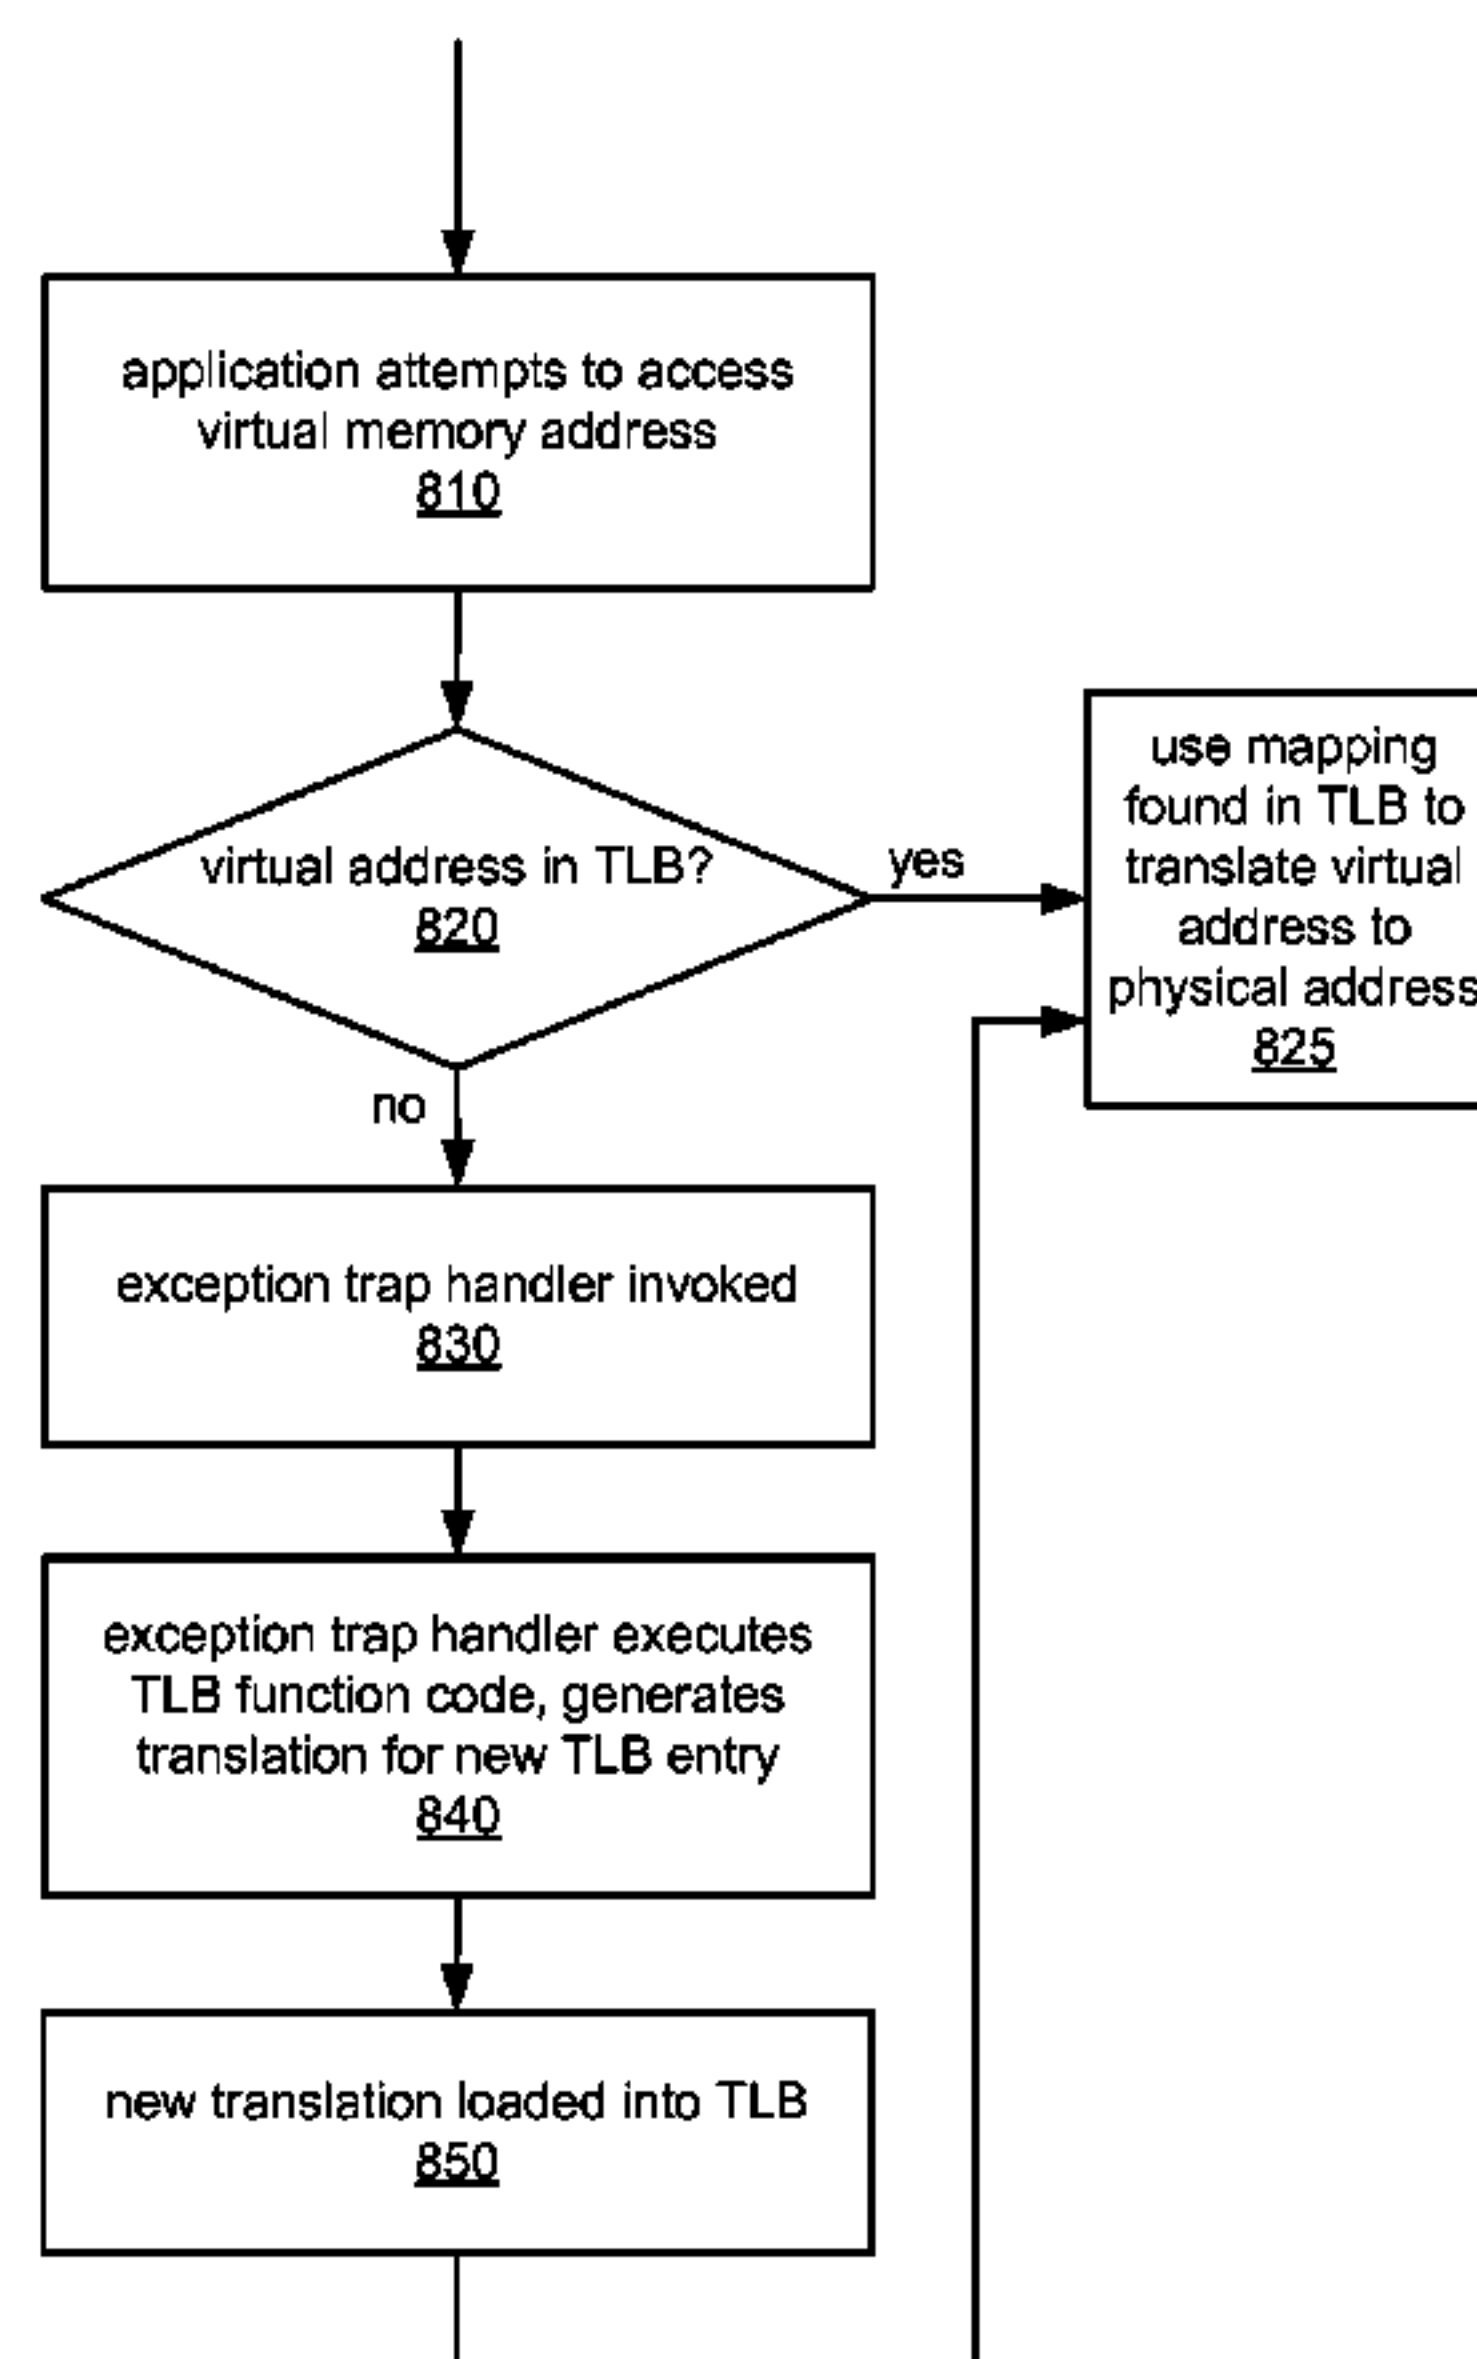 application attempts to access
virtual memory address
810
virtual address in TLB?
820
yes
no
use mapping
found in TLB to
translate virtual
address to
physical address
825
exception trap handler invoked
830
exception trap handler executes
TLB function code, generates
translation for new TLB entry
840
new translation loaded into TLB
850